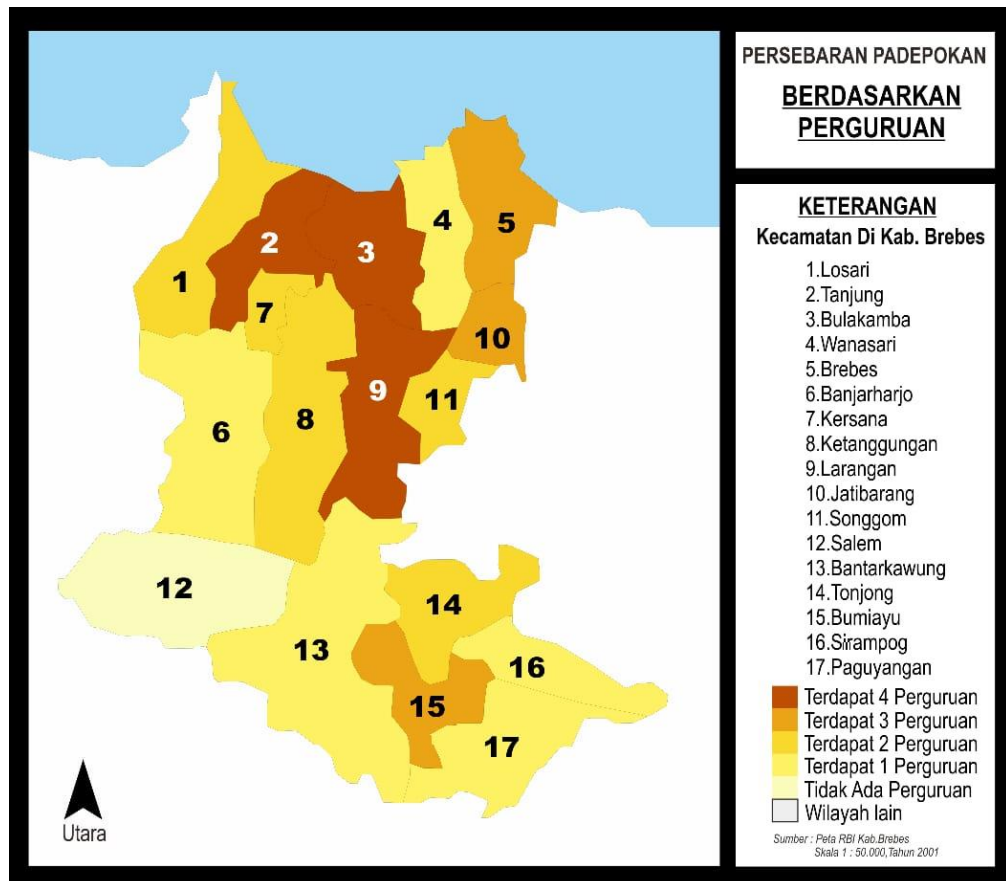 PERSEBARAN PADEPOKAN
BERDASARKAN
PERGURUAN
KETERANGAN
Kecamatan Di Kab. Brebes
1.Losari
2.Tanjung
3.Bulakamba
4.Wanasari
5.Brebes
6.Banjarharjo
7.Kersana
8.Ketanggungan
9.Larangan
10.Jatibarang
11.Songgom
12.Salem
13.Bantarkawung
14.Tonjong
15.Bumiayu
16.Sirampog
17.Paguyangan
Terdapat 4 Perguruan
Terdapat 3 Perguruan
Terdapat 2 Perguruan
Terdapat 1 Perguruan
Tidak Ada Perguruan
Wilayah lain
Sumber : Peta RBI Kab.Brebes
Skala 1 : 50.000,Tahun 2001
1
2
3
4
5
6
7
8
9
10
11
12
13
14
15
16
17
Utara